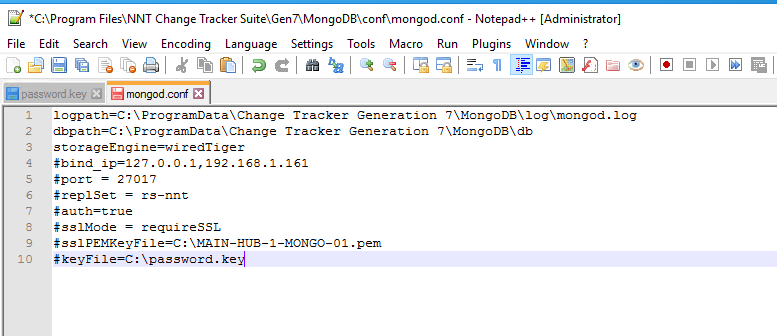 *C:\Program Files\NNT Change Tracker Suite\Gen7\MongoDB\conf\mongod.conf - Notepad++ [Administrator]
File Edit Search View Encoding Language Settings Tools Macro Run Plugins Window ?
password.key mongod.conf
1 logpath=C:\ProgramData\Change Tracker Generation 7\MongoDB\log\mongod.log
2 dbpath=C:\ProgramData\Change Tracker Generation 7\MongoDB\db
3 storageEngine=wiredTiger
4 #bind_ip=127.0.0.1,192.168.1.161
5 #port = 27017
6 #replSet = rs-nnt
7 #auth=true
8 #sslMode = requireSSL
9 #sslPEMKeyFile=C:\MAIN-HUB-1-MONGO-01.pem
10 #keyFile=C:\password.key